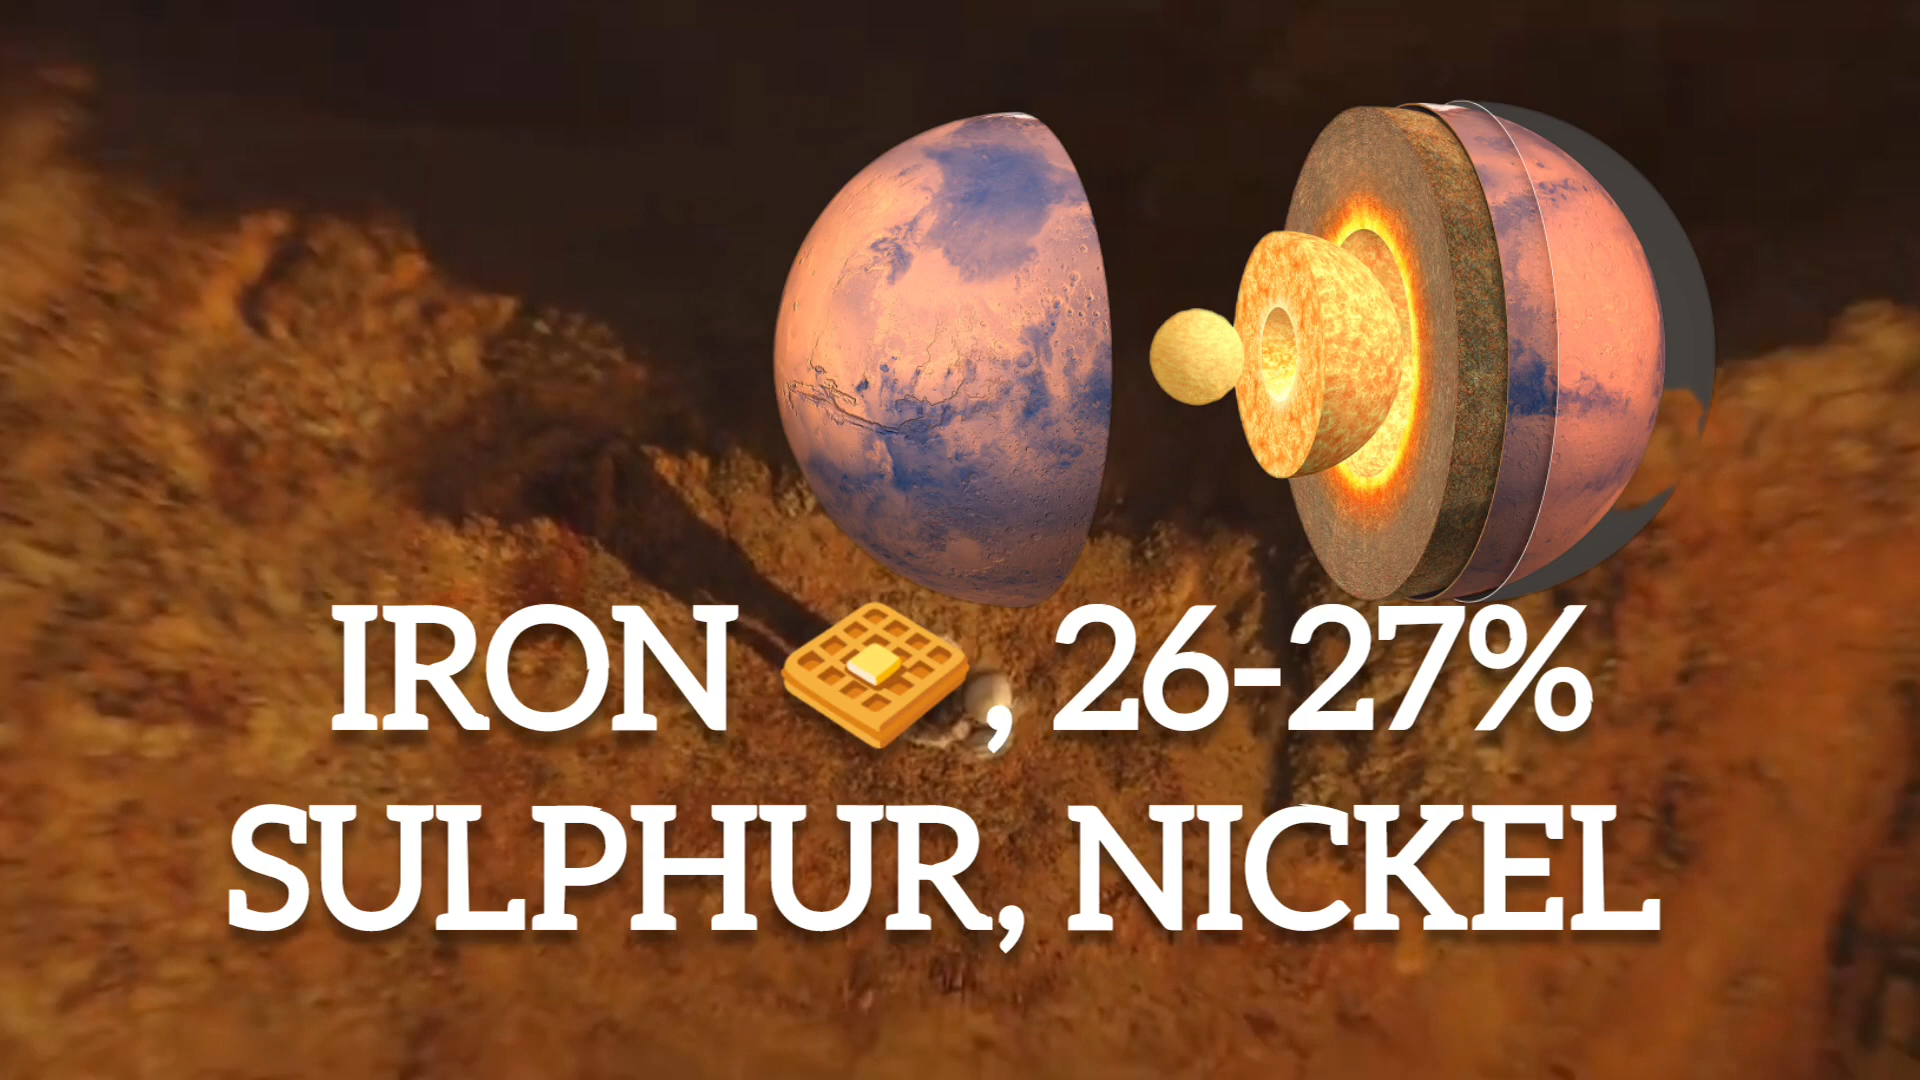 IRON 🧇, 26-27%
SULPHUR, NICKEL